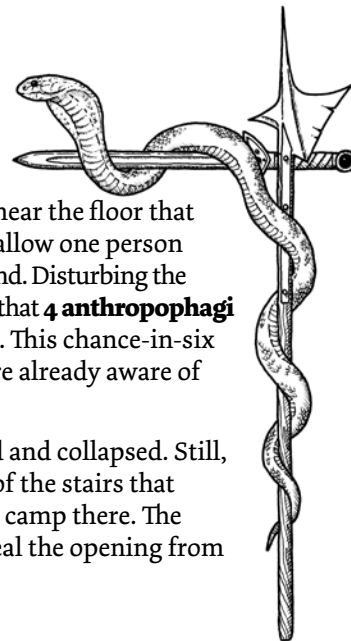 near the floor that
allow one person
nd. Disturbing the
that 4 anthropophagi
. This chance-in-six
re already aware of
d and collapsed. Still,
of the stairs that
camp there. The
eal the opening from